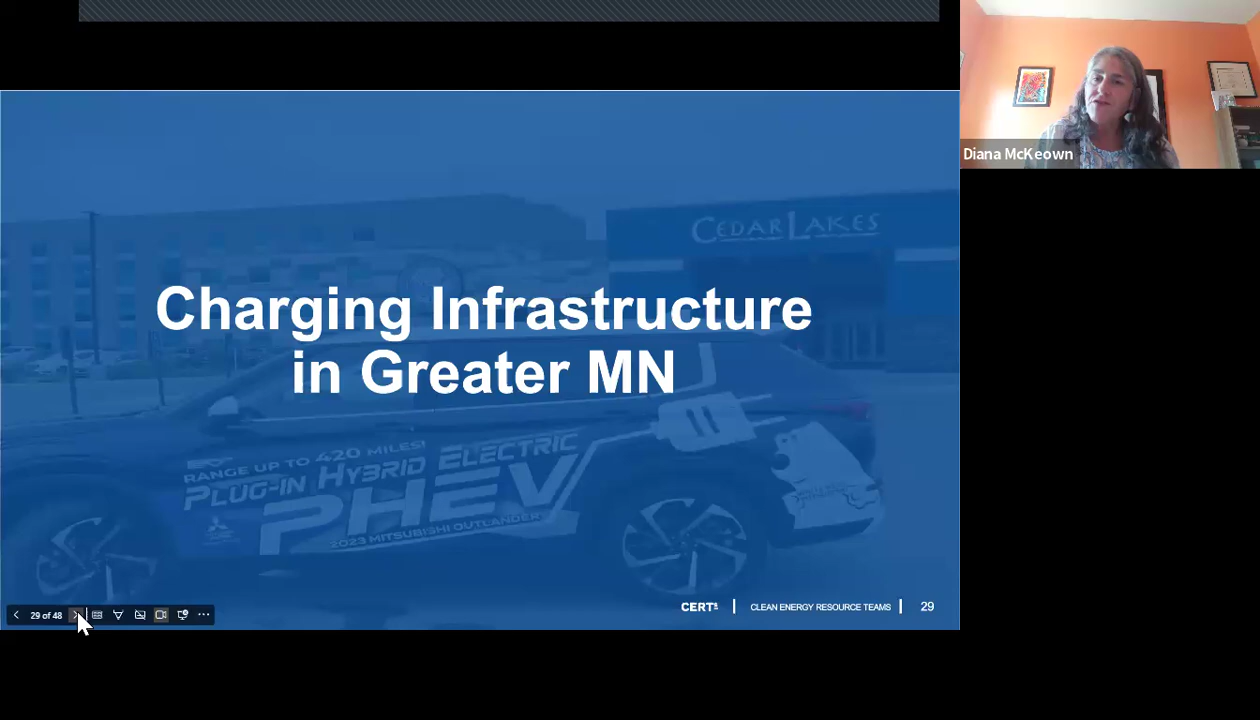 Diana McKeown
CEDAR LAKES
Charging Infrastructure
in Greater MN
RANGE UP TO 420 MILES!
PLUG-IN HYBRID ELECTRIC
PHEV
2023 MITSUBISHI OUTLANDER
29 of 48
CERTs
CLEAN ENERGY RESOURCE TEAMS
29